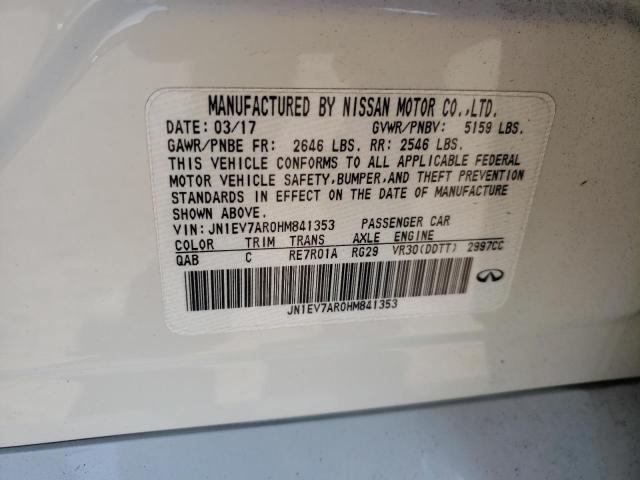 MANUFACTURED BY NISSAN MOTOR CO.,LTD.
DATE: 03/17 GVWR/PNBV: 5159 LBS.
GAWR/PNBE FR: 2646 LBS. RR: 2546 LBS.
THIS VEHICLE CONFORMS TO ALL APPLICABLE FEDERAL
MOTOR VEHICLE SAFETY,BUMPER,AND THEFT PREVENTION
STANDARDS IN EFFECT ON THE DATE OF MANUFACTURE
SHOWN ABOVE.
VIN: JN1EV7AR0HM841353 PASSENGER CAR
COLOR TRIM TRANS AXLE ENGINE
QAB C RE7R01A RG29 VR30(DDTT) 2997CC
JN1EV7AR0HM841353